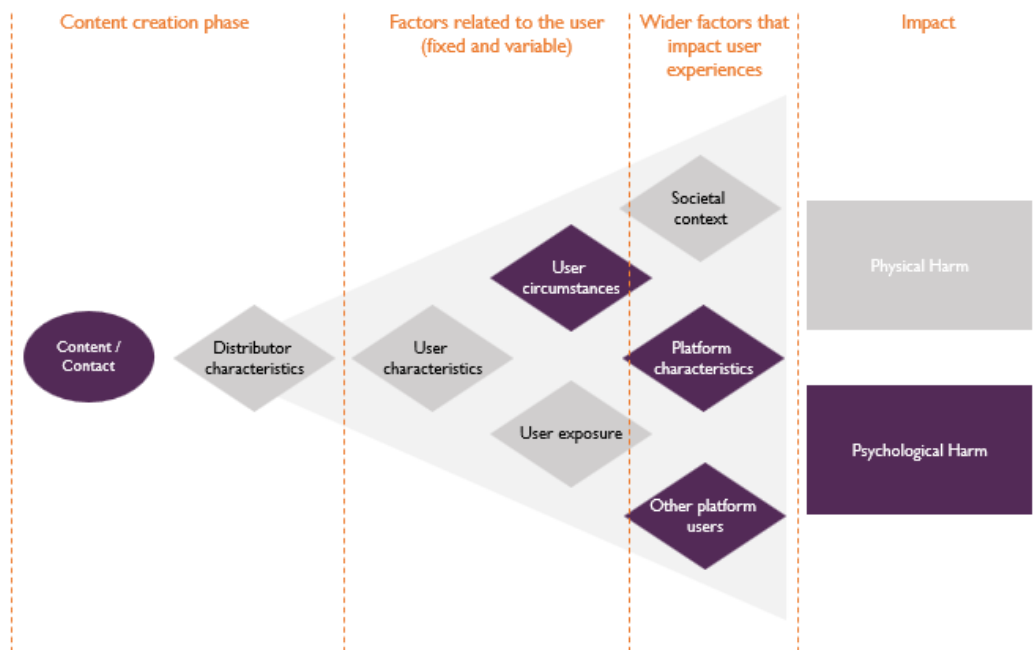 Content creation phase
Factors related to the user
(fixed and variable)
Wider factors that
impact user
experiences
Impact
Societal
context
User
circumstances
Physical Harm
Content /
Contact
Distributor
characteristics
User
characteristics
Platform
characteristics
User exposure
Psychological Harm
Other platform
users